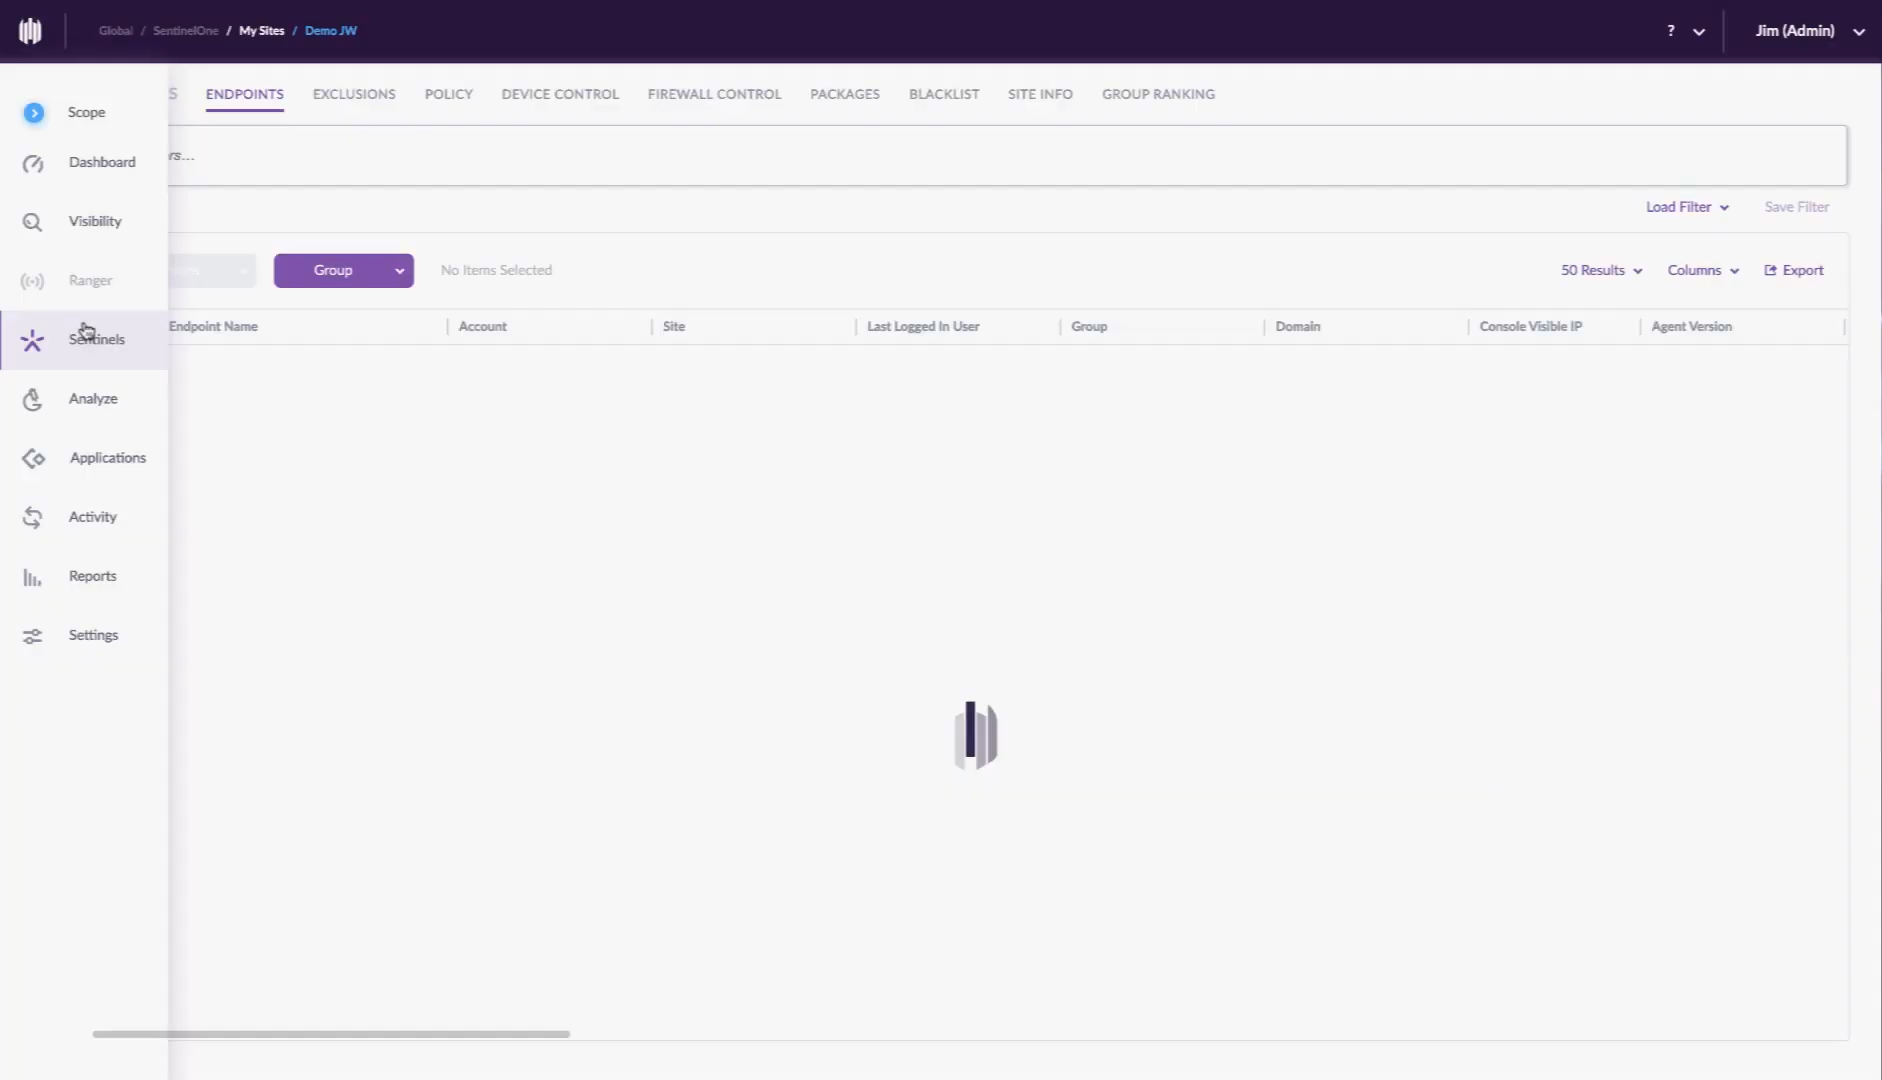 Global / SentinelOne / My Sites / Demo JW
? Jim (Admin)
S ENDPOINTS EXCLUSIONS POLICY DEVICE CONTROL FIREWALL CONTROL PACKAGES BLACKLIST SITE INFO GROUP RANKING
Scope
rs...
Dashboard
Load Filter Save Filter
Visibility
Group No Items Selected 50 Results Columns Export
Ranger
Endpoint Name Account Site Last Logged In User Group Domain Console Visible IP Agent Version
Sentinels
Analyze
Applications
Activity
Reports
Settings